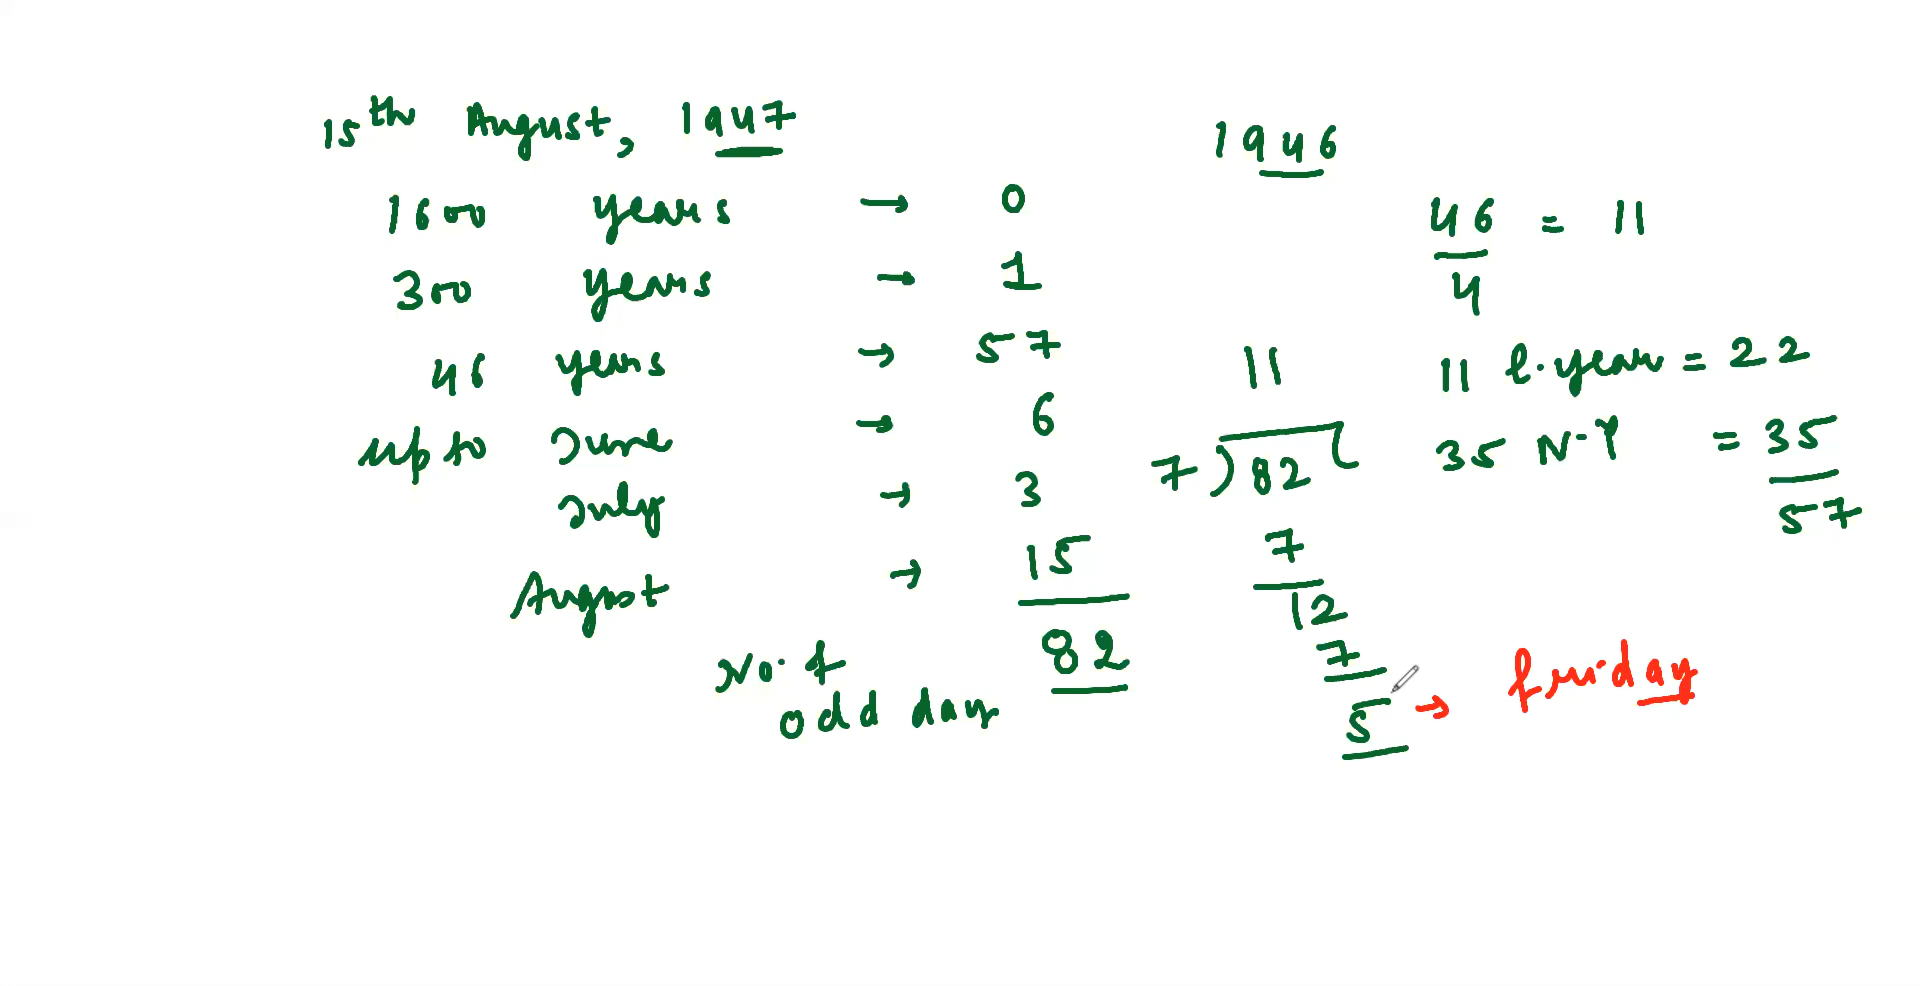 15th August, 1947
1600 years → 0
300 years → 1
46 years → 57
up to June → 6
July → 3
August → 15
82
No. of
odd day
1946
46 = 11
4
11 l. year = 22
35 N.Y = 35
57
11
7)82(
7
12
7
5 → friday